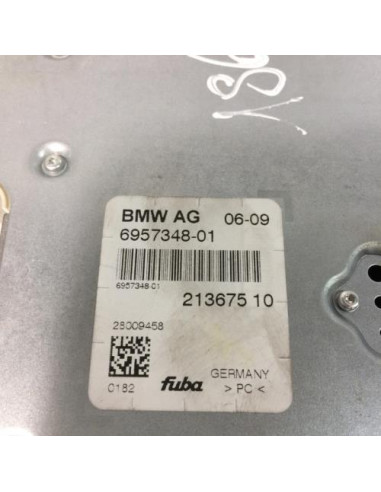 BMW AG 06-09
6957348-01
6957348-01
213675 10
28009458
0182 fuba GERMANY
> PC <